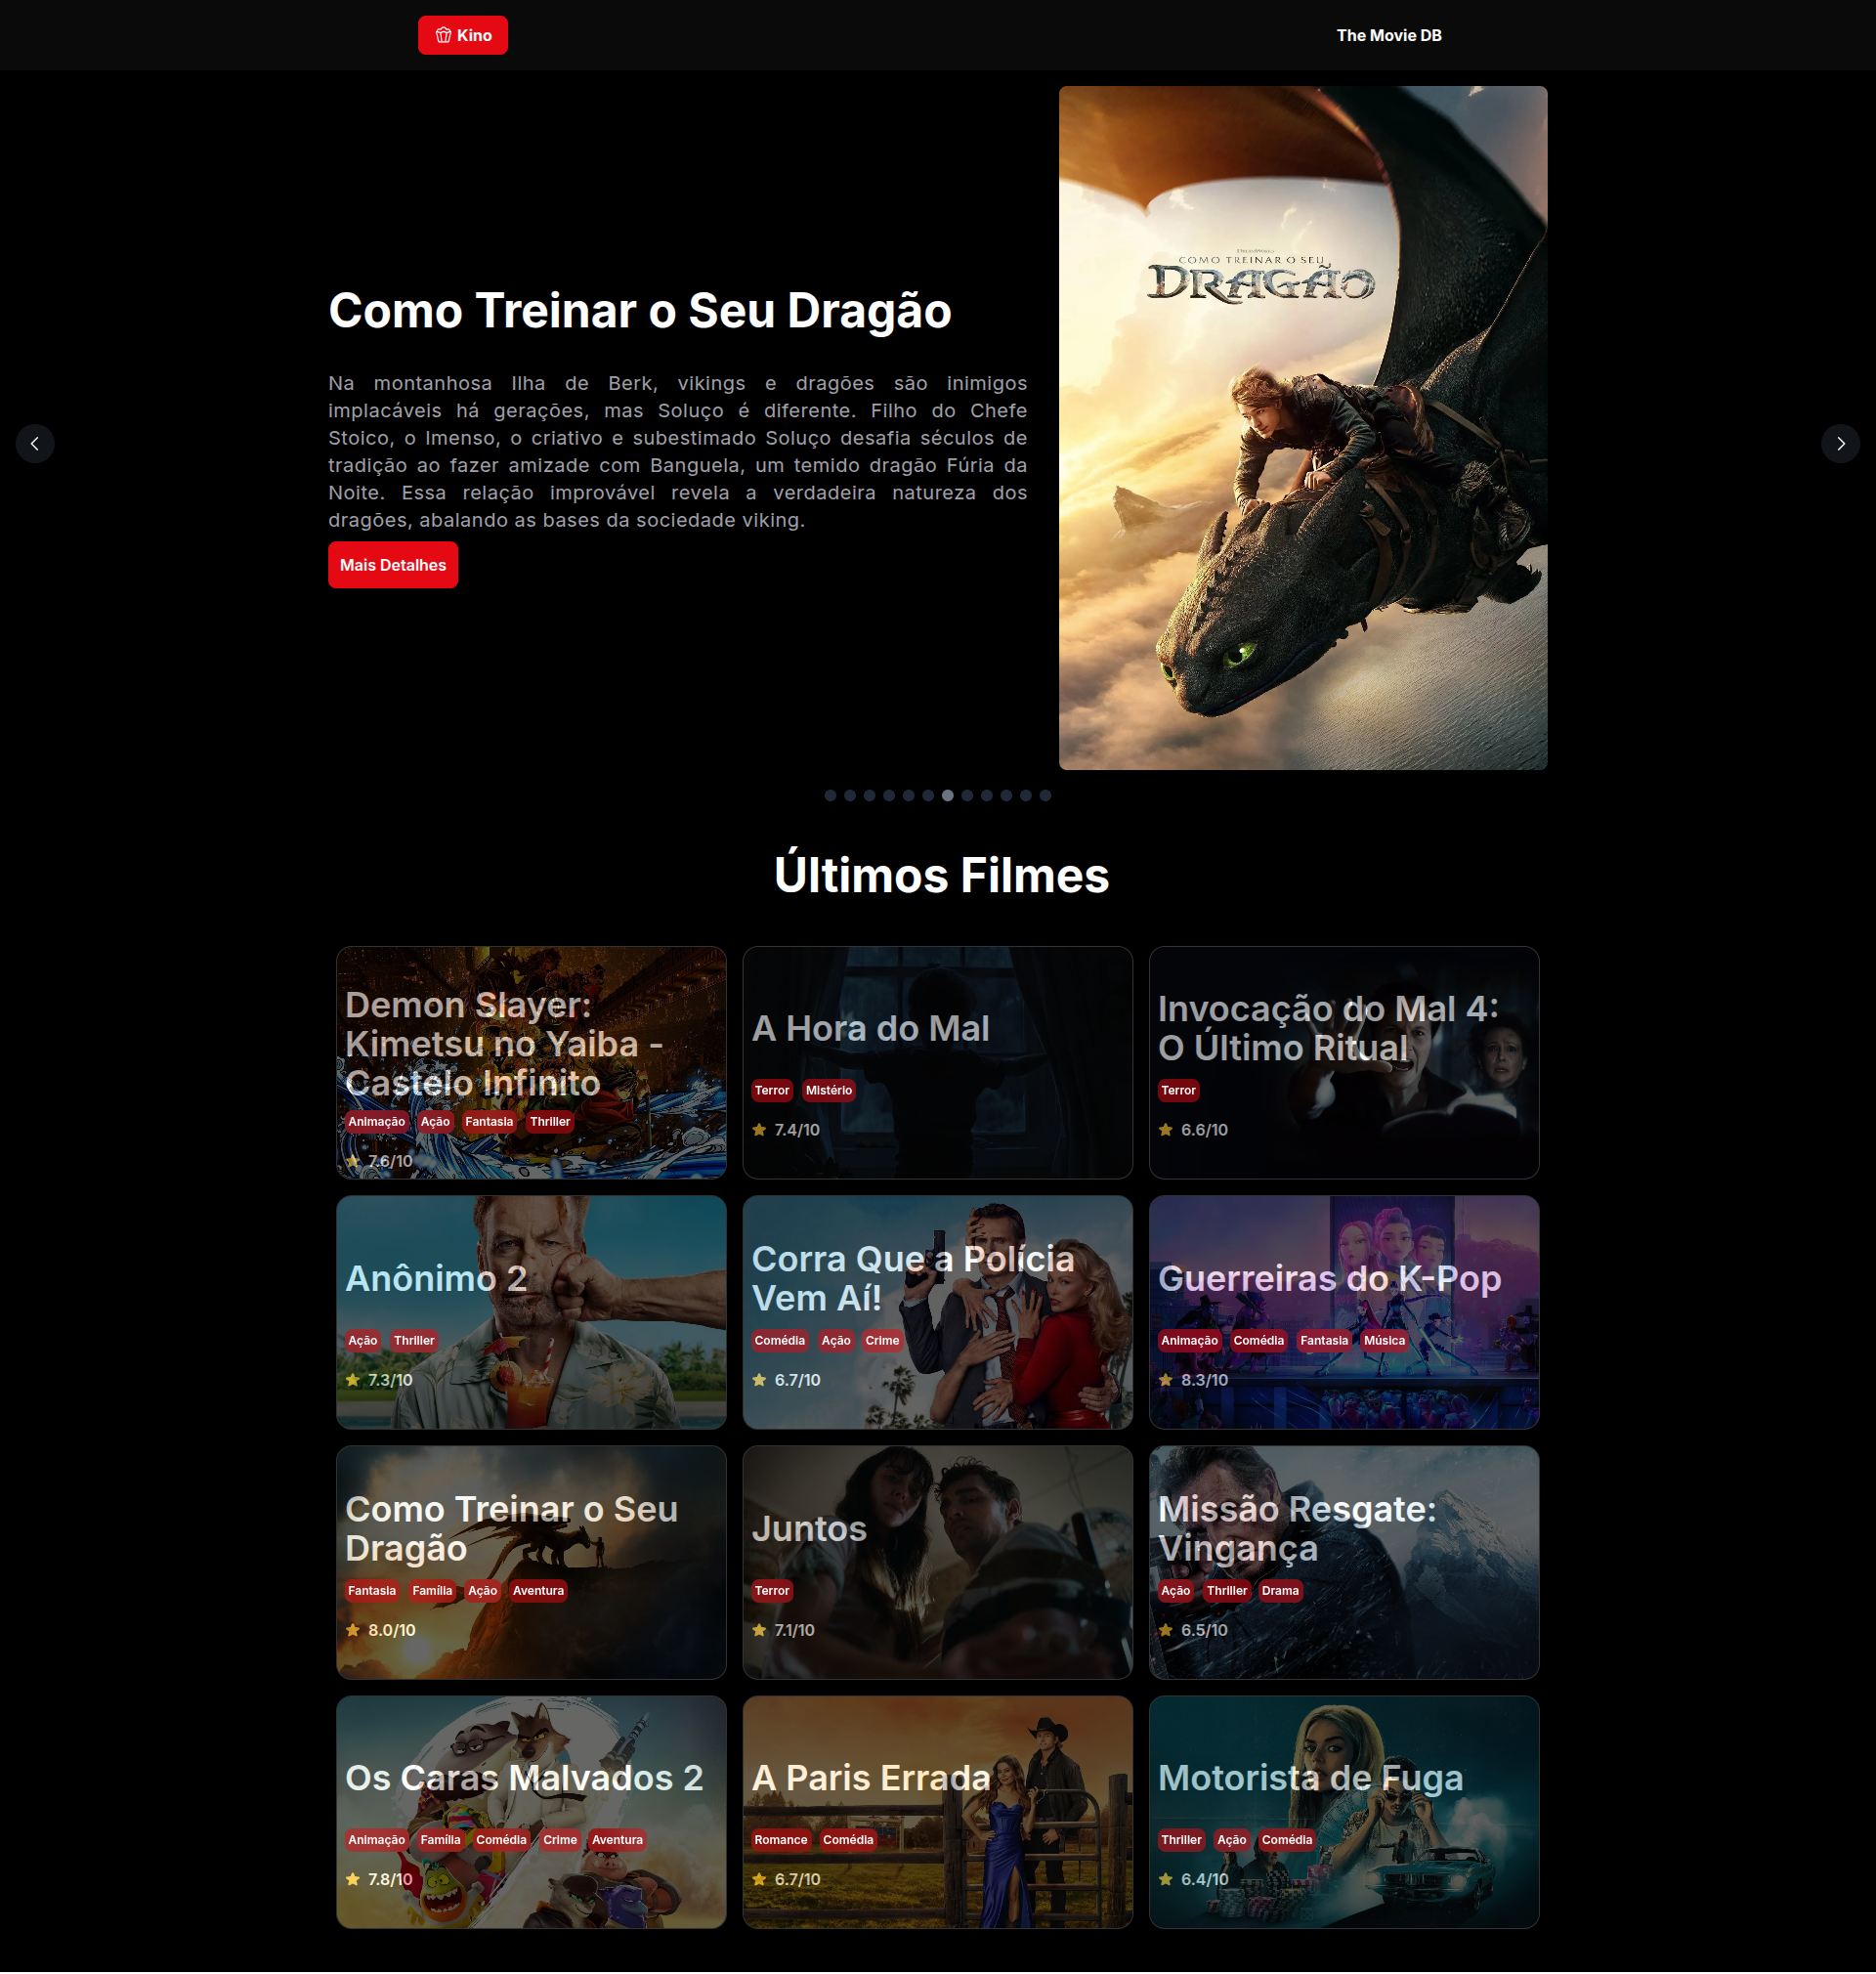 Kino
The Movie DB
COMO TREINAR O SEU
DRAGÃO
Como Treinar o Seu Dragão
Na montanhosa Ilha de Berk, vikings e dragões são inimigos
implacáveis há gerações, mas Soluço é diferente. Filho do Chefe
Stoico, o Imenso, o criativo e subestimado Soluço desafia séculos de
tradição ao fazer amizade com Banguela, um temido dragão Fúria da
Noite. Essa relação improvável revela a verdadeira natureza dos
dragões, abalando as bases da sociedade viking.
Mais Detalhes
Últimos Filmes
Demon Slayer:
Kimetsu no Yaiba -
Castelo Infinito
Animação Ação Fantasia Thriller
7.6/10
A Hora do Mal
Terror Mistério
7.4/10
Invocação do Mal 4:
O Último Ritual
Terror
6.6/10
Anônimo 2
Ação Thriller
7.3/10
Corra Que a Polícia
Vem Aí!
Comédia Ação Crime
6.7/10
Guerreiras do K-Pop
Animação Comédia Fantasia Música
8.3/10
Como Treinar o Seu
Dragão
Fantasia Família Ação Aventura
8.0/10
Juntos
Terror
7.1/10
Missão Resgate:
Vingança
Ação Thriller Drama
6.5/10
Os Caras Malvados 2
Animação Família Comédia Crime Aventura
7.8/10
A Paris Errada
Romance Comédia
6.7/10
Motorista de Fuga
Thriller Ação Comédia
6.4/10